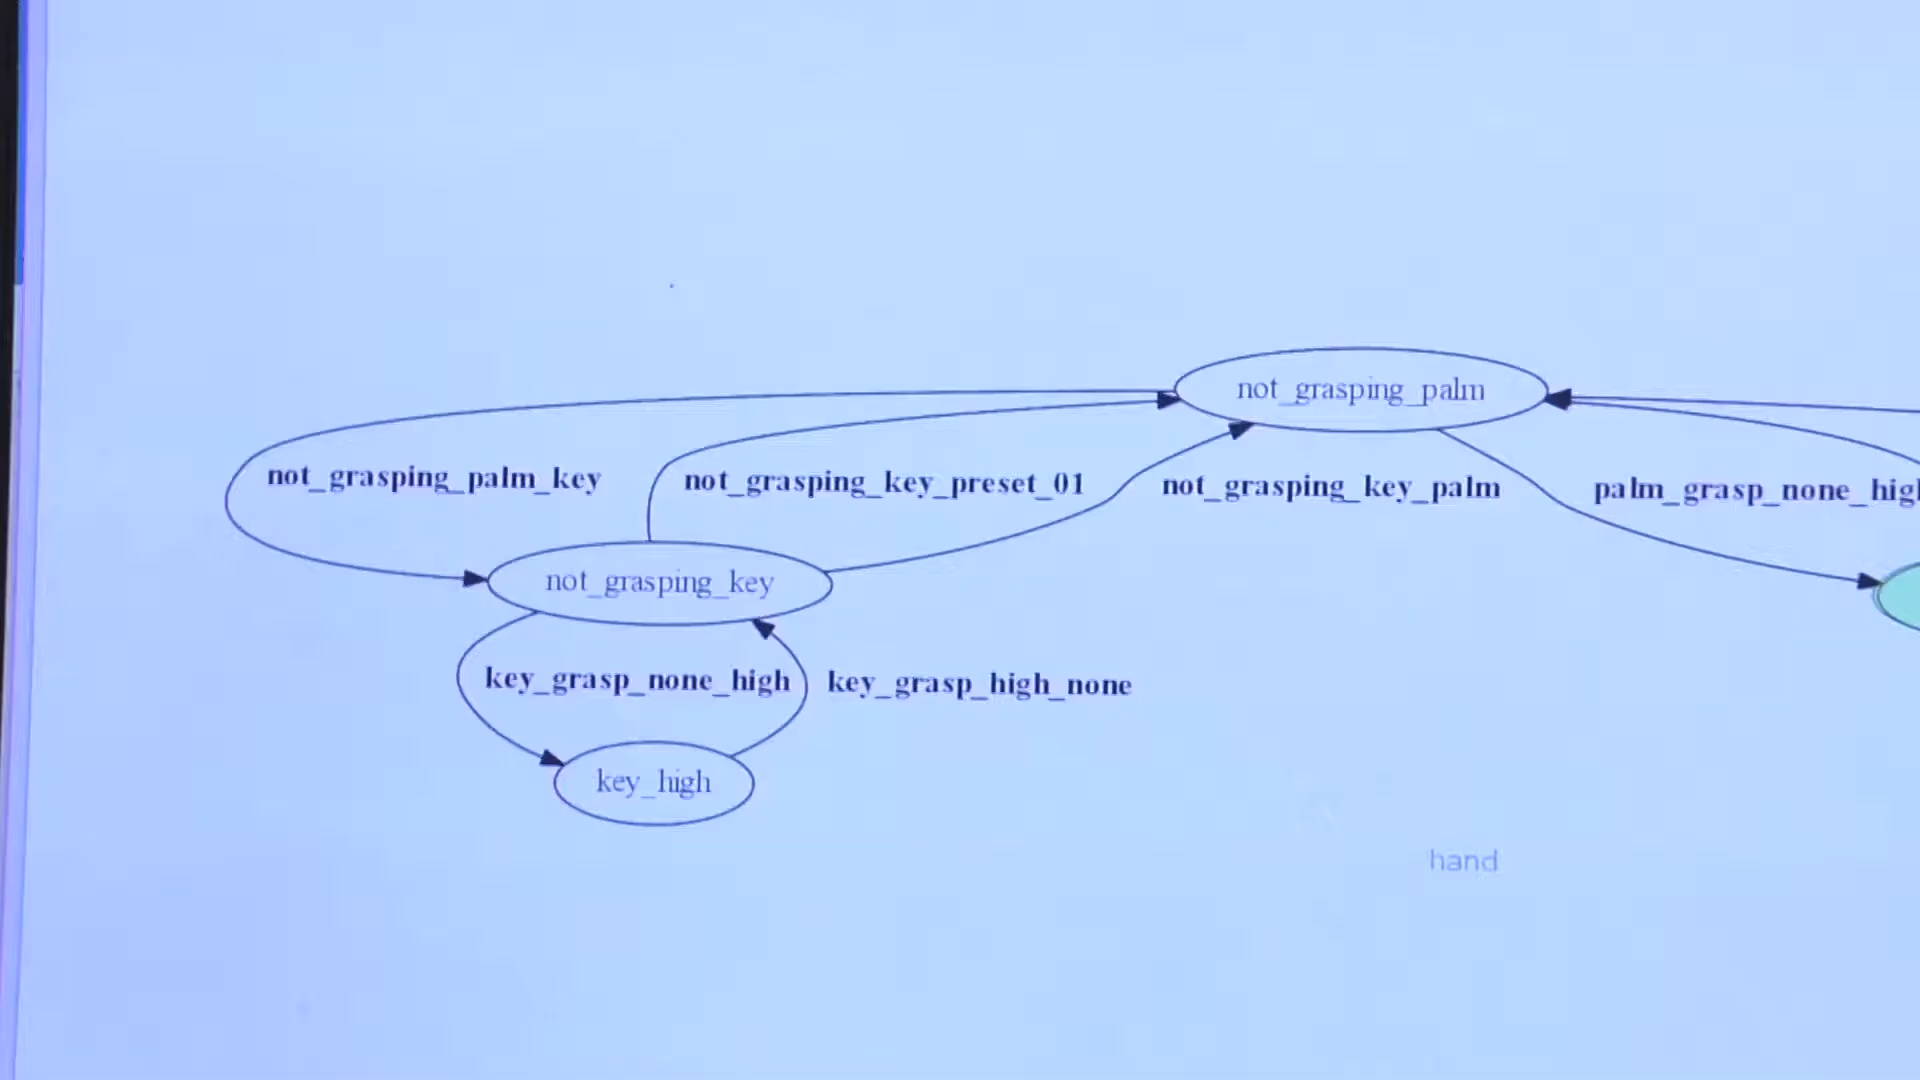 not_grasping_palm
not_grasping_palm_key
not_grasping_key_preset_01
not_grasping_key_palm
not_grasping_key
key_grasp_none_high
key_grasp_high_none
key_high
hand